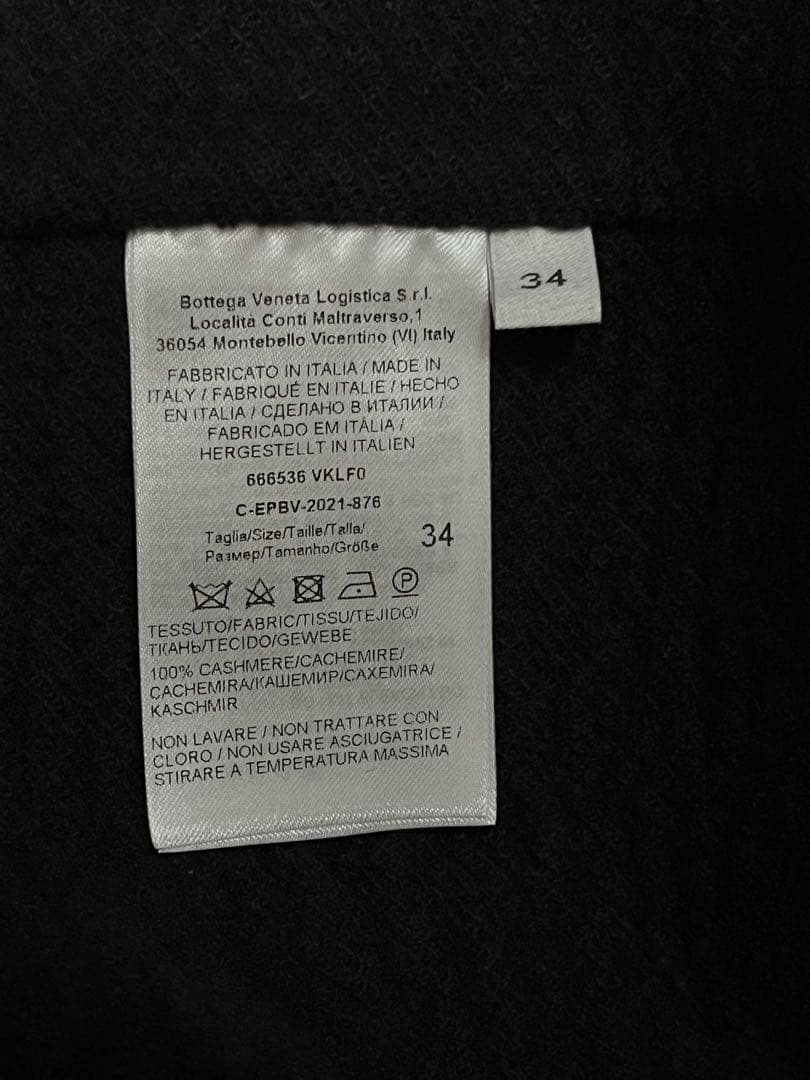 Bottega Veneta Logistica S.r.l.
Località Conti Maltraverso,1
36054 Montebello Vicentino (VI) Italy
FABBRICATO IN ITALIA / MADE IN
ITALY / FABRIQUÉ EN ITALIE / HECHO
EN ITALIA / СДЕЛАНО В ИТАЛИИ /
FABRICADO EM ITÁLIA /
HERGESTELLT IN ITALIEN
666536 VKLF0
C-EPBV-2021-876
Taglia/Size/Taille/Talla/
Размер/Tamanho/Größe
34
P
TESSUTO/FABRIC/TISSU/TEJIDO/
ТКАНЬ/TECIDO/GEWEBE
100% CASHMERE/CACHEMIRE/
CACHEMIRA/КАШЕМИР/CAXEMIRA/
KASCHMIR
NON LAVARE / NON TRATTARE CON
CLORO / NON USARE ASCIUGATRICE /
STIRARE A TEMPERATURA MASSIMA
34